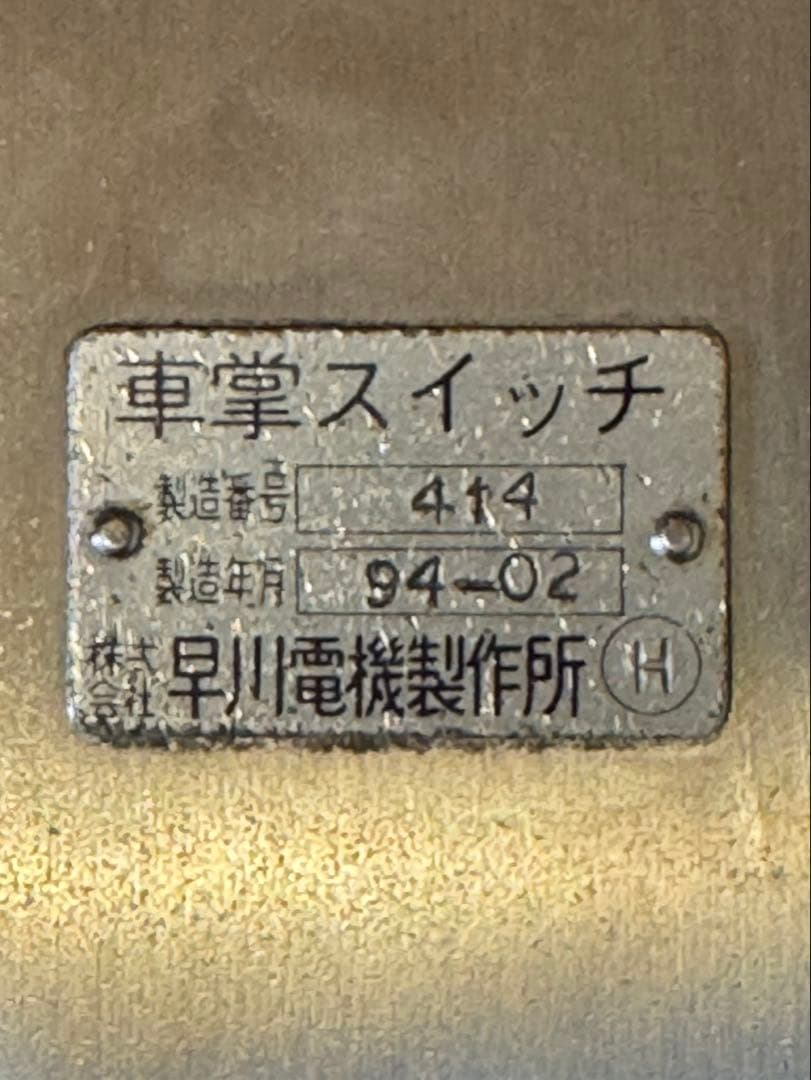 車掌スイッチ
製造番号 414
製造年月 94-02
株式会社 早川電機製作所 H